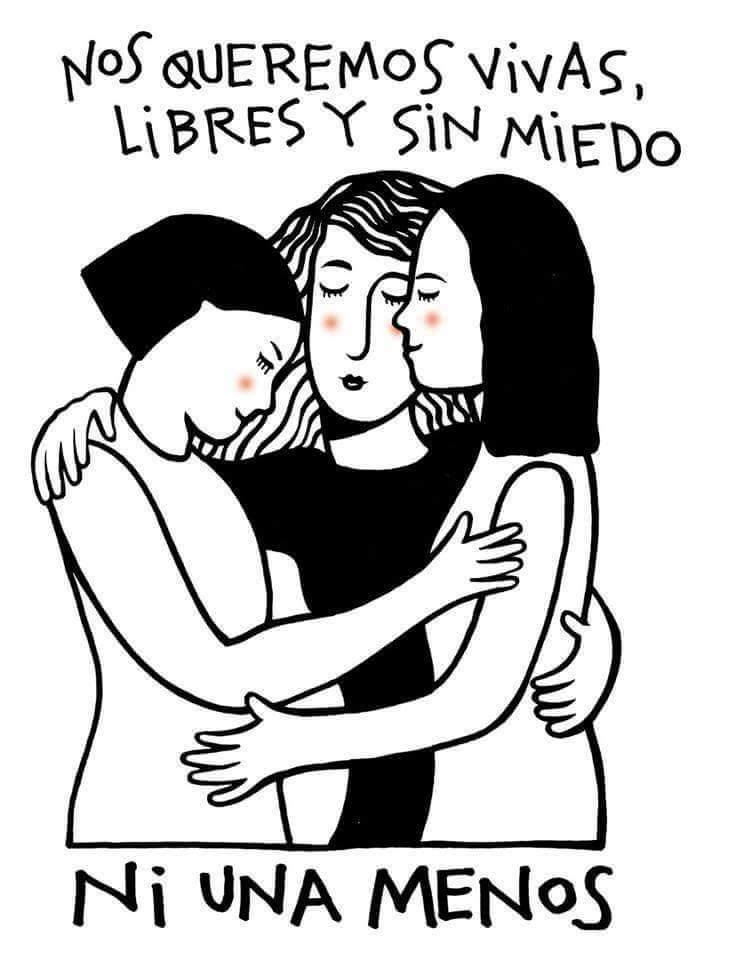 NOS QUEREMOS ViVAS,
LiBRES Y SiN MiEDO
Ni UNA MENOS